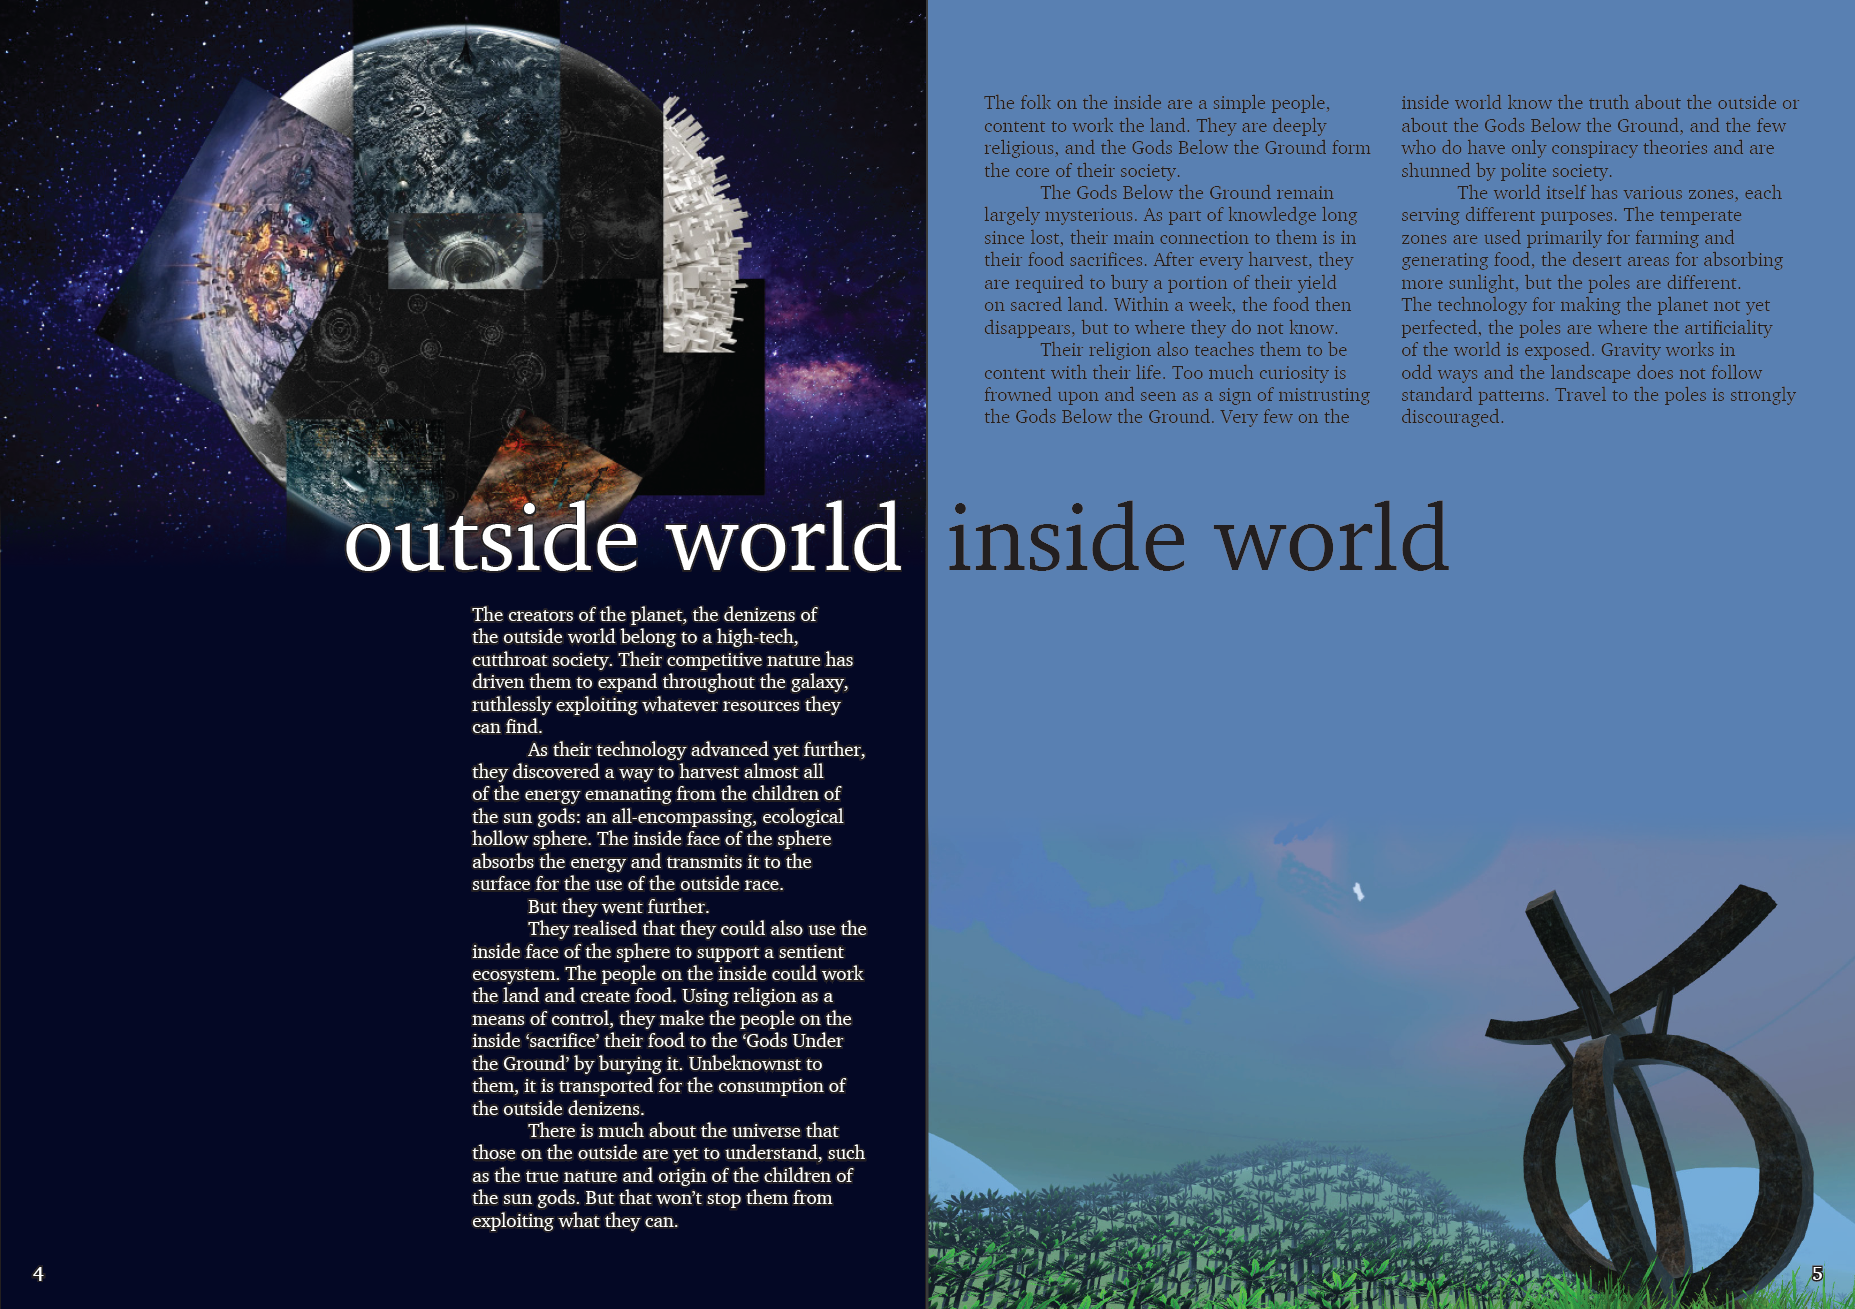 outside world
The creators of the planet, the denizens of
the outside world belong to a high-tech,
cutthroat society. Their competitive nature has
driven them to expand throughout the galaxy,
ruthlessly exploiting whatever resources they
can find.
As their technology advanced yet further,
they discovered a way to harvest almost all
of the energy emanating from the children of
the sun gods: an all-encompassing, ecological
hollow sphere. The inside face of the sphere
absorbs the energy and transmits it to the
surface for the use of the outside race.
But they went further.
They realised that they could also use the
inside face of the sphere to support a sentient
ecosystem. The people on the inside could work
the land and create food. Using religion as a
means of control, they make the people on the
inside ‘sacrifice’ their food to the ‘Gods Under
the Ground’ by burying it. Unbeknownst to
them, it is transported for the consumption of
the outside denizens.
There is much about the universe that
those on the outside are yet to understand, such
as the true nature and origin of the children of
the sun gods. But that won’t stop them from
exploiting what they can.
4
The folk on the inside are a simple people,
content to work the land. They are deeply
religious, and the Gods Below the Ground form
the core of their society.
The Gods Below the Ground remain
largely mysterious. As part of knowledge long
since lost, their main connection to them is in
their food sacrifices. After every harvest, they
are required to bury a portion of their yield
on sacred land. Within a week, the food then
disappears, but to where they do not know.
Their religion also teaches them to be
content with their life. Too much curiosity is
frowned upon and seen as a sign of mistrusting
the Gods Below the Ground. Very few on the
inside world know the truth about the outside or
about the Gods Below the Ground, and the few
who do have only conspiracy theories and are
shunned by polite society.
The world itself has various zones, each
serving different purposes. The temperate
zones are used primarily for farming and
generating food, the desert areas for absorbing
more sunlight, but the poles are different.
The technology for making the planet not yet
perfected, the poles are where the artificiality
of the world is exposed. Gravity works in
odd ways and the landscape does not follow
standard patterns. Travel to the poles is strongly
discouraged.
inside world
5